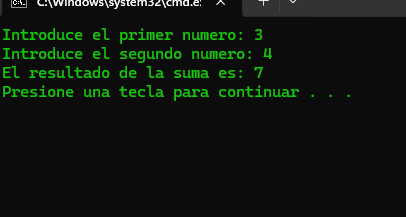 C:\Windows\system32\cmd.e
Introduce el primer numero: 3
Introduce el segundo numero: 4
El resultado de la suma es: 7
Presione una tecla para continuar . . .